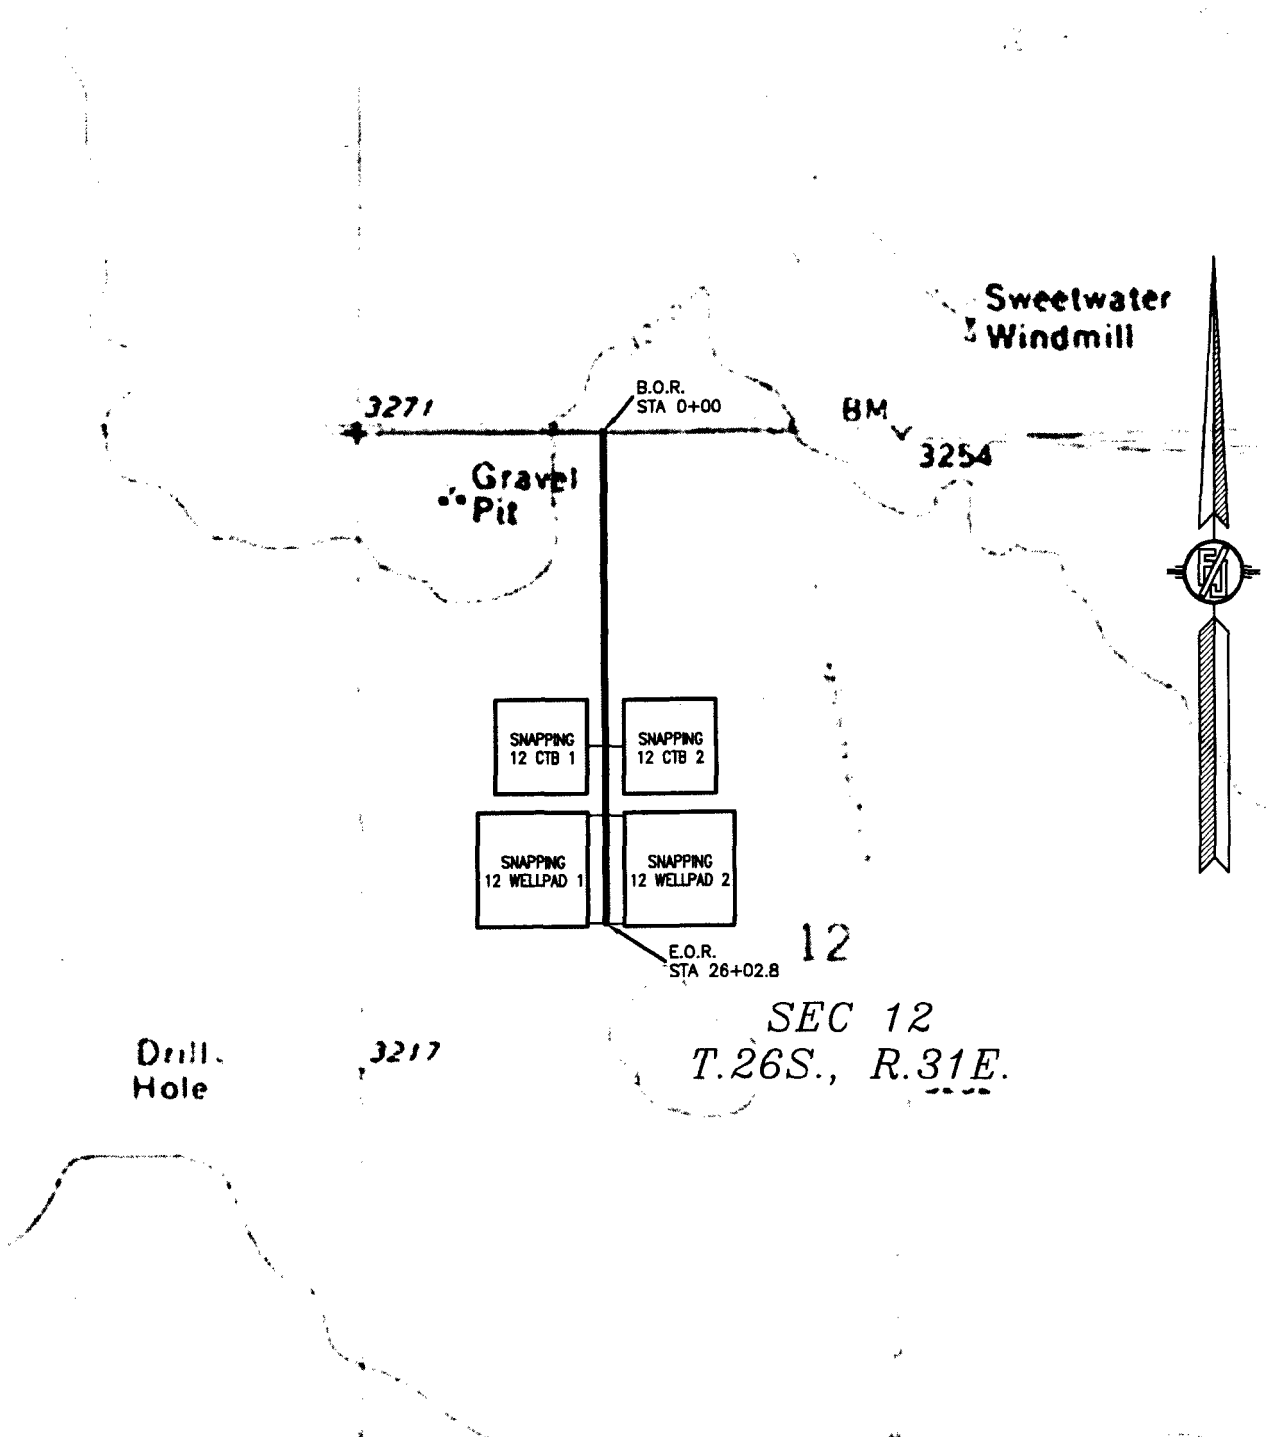 Sweetwater
Windmill
B.O.R.
STA 0+00
3271
BM
3254
Gravel
Pit
SNAPPING
12 CTB 1
SNAPPING
12 CTB 2
SNAPPING
12 WELLPAD 1
SNAPPING
12 WELLPAD 2
12
E.O.R.
STA 26+02.8
SEC 12
T.26S., R.31E.
Drill
Hole
3217